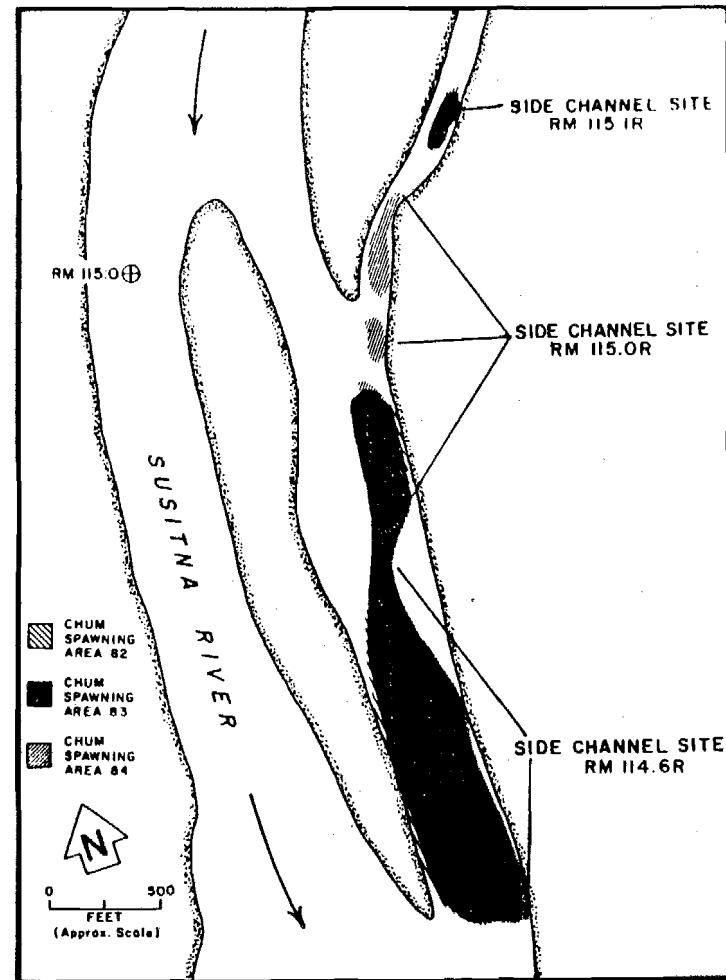 SIDE CHANNEL SITE
RM 115.1R
RM 115.0
SIDE CHANNEL SITE
RM 115.0R
SUSITNA RIVER
CHUM
SPAWNING
AREA 82
CHUM
SPAWNING
AREA 83
CHUM
SPAWNING
AREA 84
SIDE CHANNEL SITE
RM 114.6R
N
0 500
FEET
(Approx. Scale)